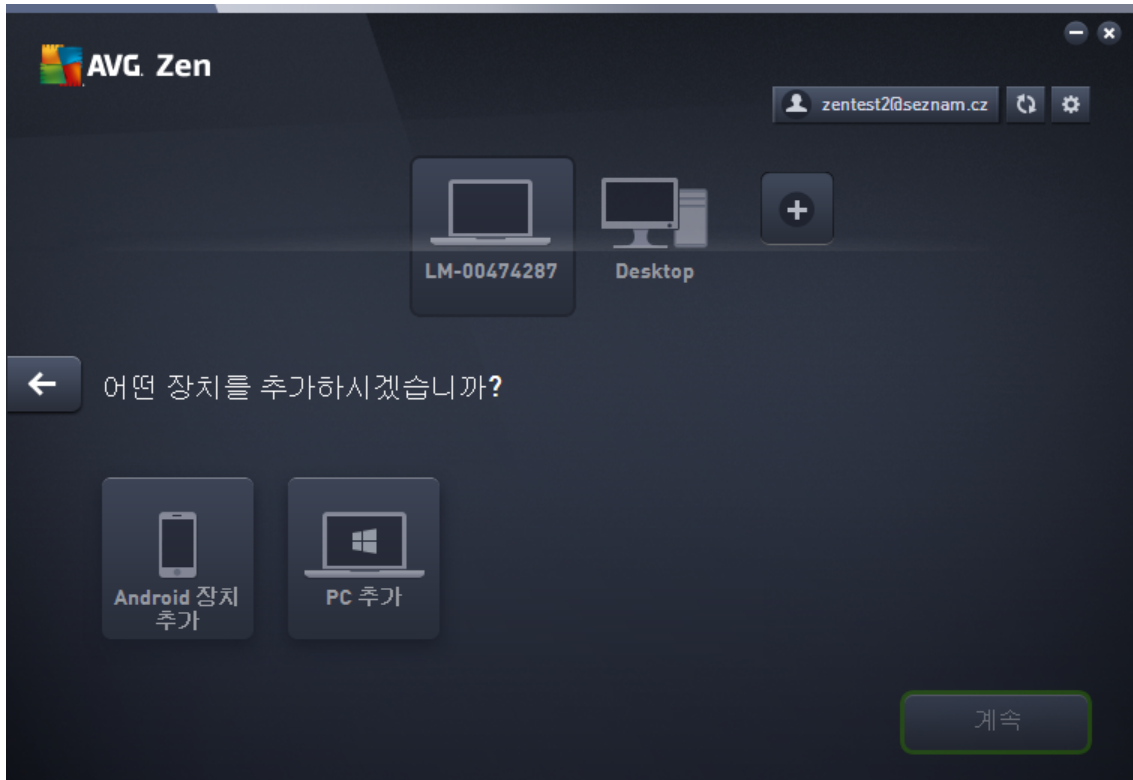 AVG. Zen
zentest2@seznam.cz
LM-00474287
Desktop
어떤 장치를 추가하시겠습니까?
Android 장치
추가
PC 추가
계속